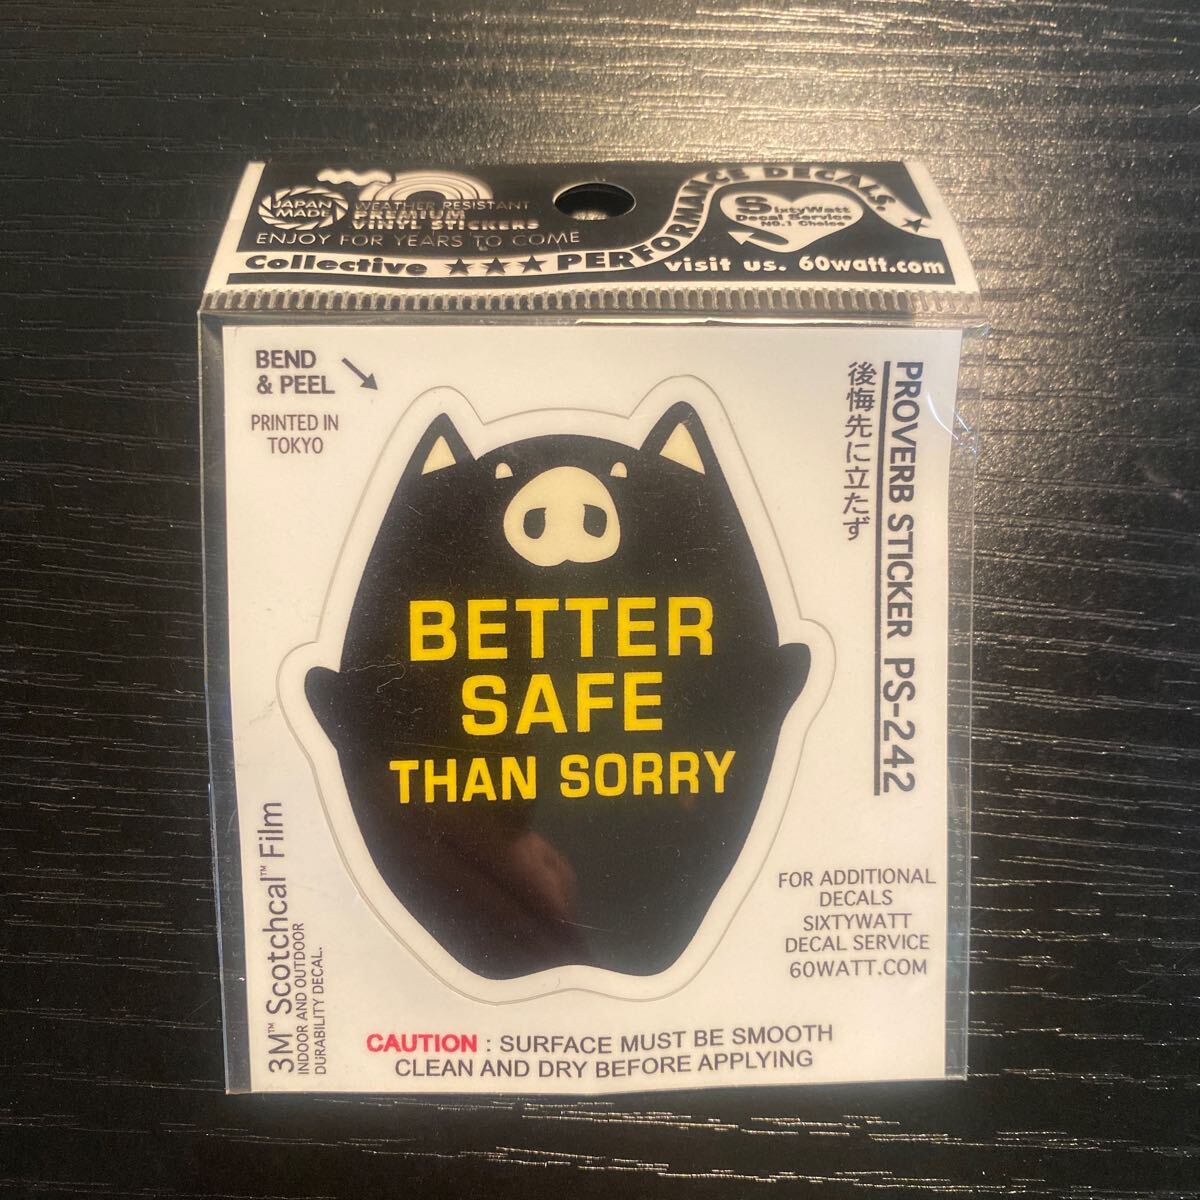 JAPAN
MADE
WEATHER RESISTANT
PREMIUM
VINYL STICKERS
ENJOY FOR YEARS TO COME
Collective ★★★ PERFORMANCE DECALS.
SixtyWatt
Decal Service
No.1 Choice
visit us. 60watt.com
BEND
& PEEL
PRINTED IN
TOKYO
PROVERB STICKER PS-242
後悔先に立たず
BETTER
SAFE
THAN SORRY
3M™ Scotchcal™ Film
INDOOR AND OUTDOOR
DURABILITY DECAL.
FOR ADDITIONAL
DECALS
SIXTYWATT
DECAL SERVICE
60WATT.COM
CAUTION : SURFACE MUST BE SMOOTH
CLEAN AND DRY BEFORE APPLYING